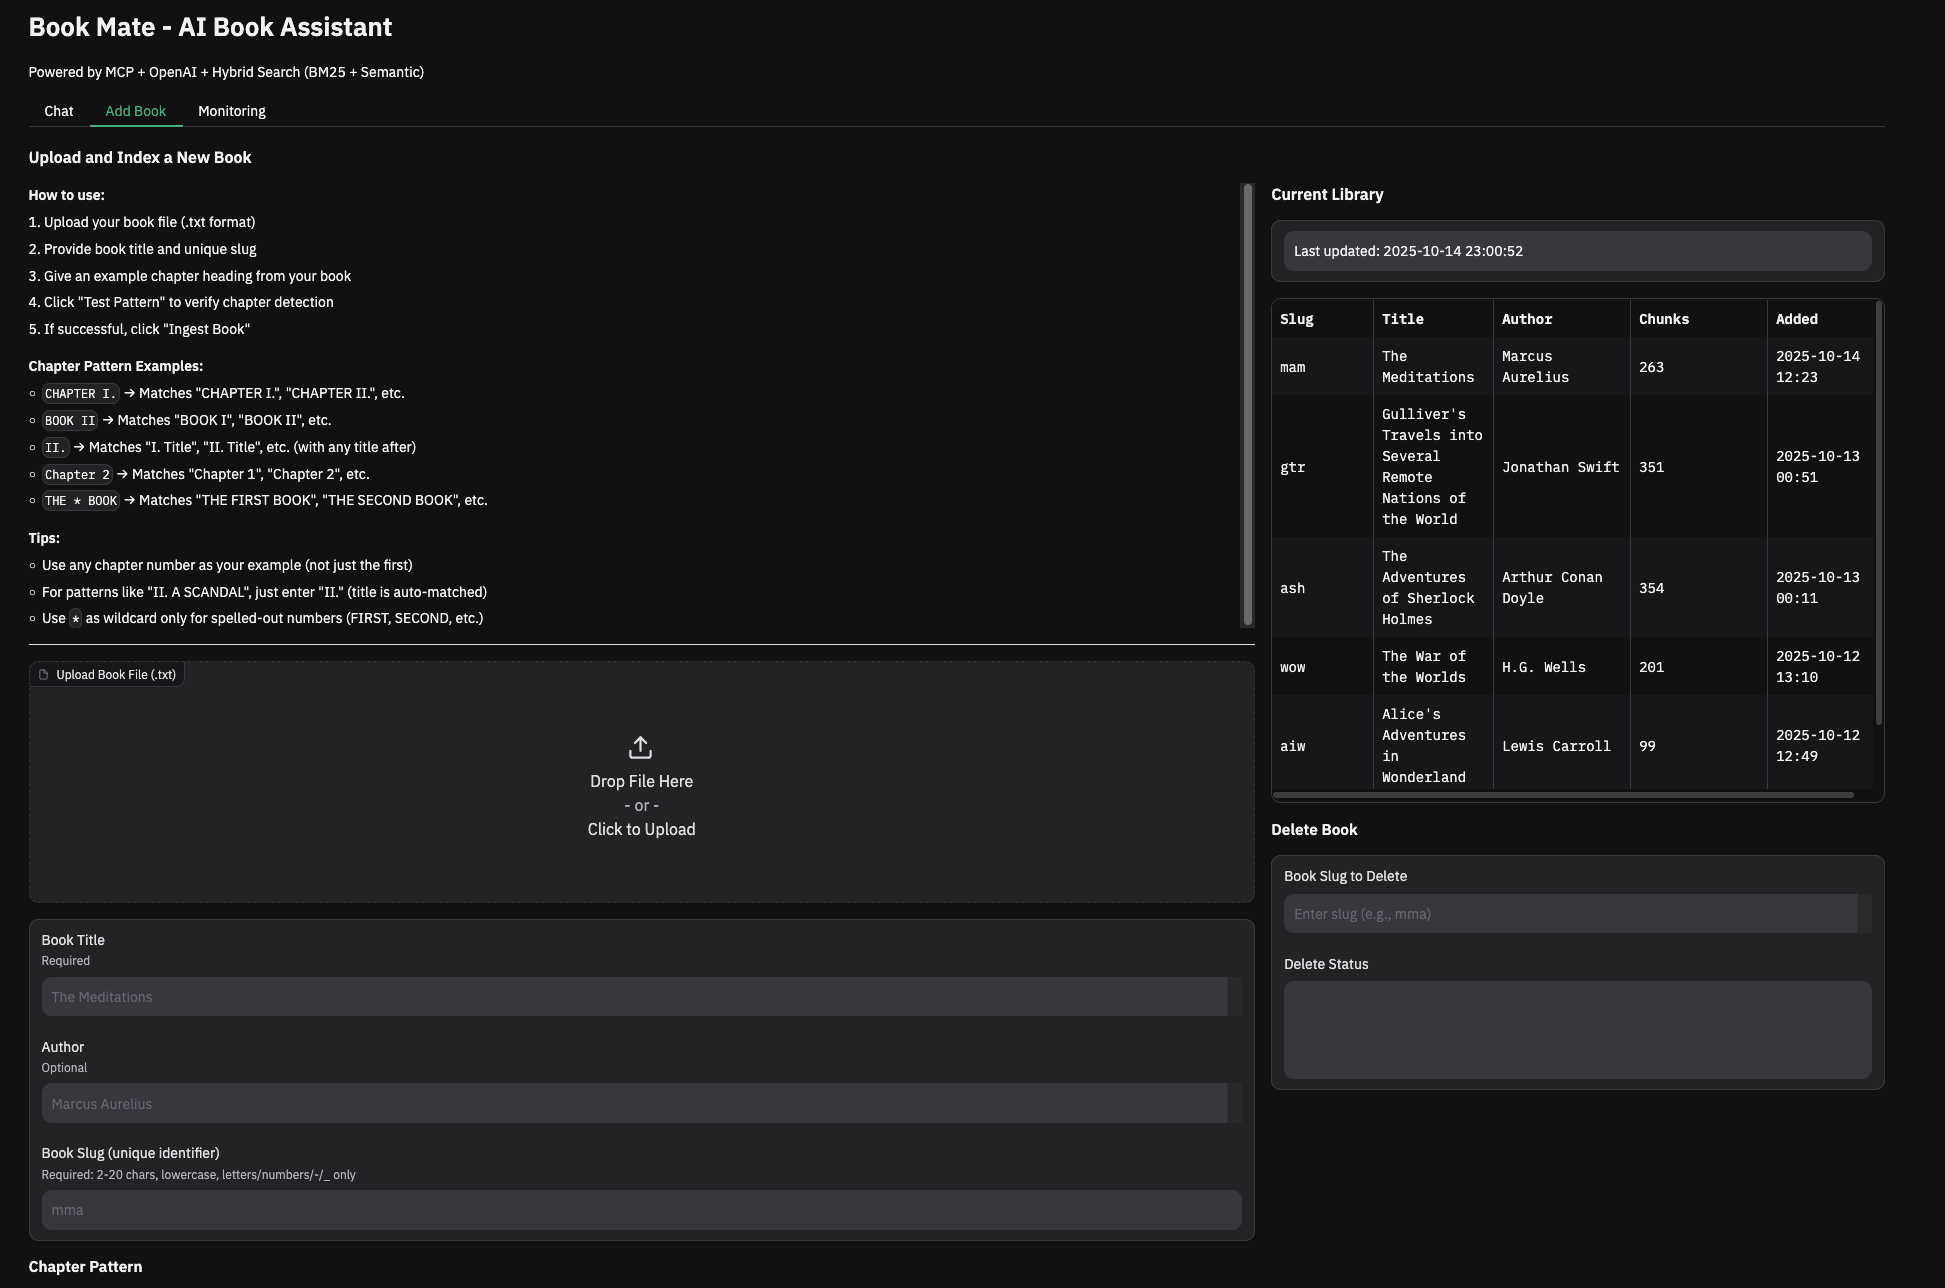 Book Mate - AI Book Assistant
Powered by MCP + OpenAI + Hybrid Search (BM25 + Semantic)
Chat Add Book Monitoring
Upload and Index a New Book
How to use:
1. Upload your book file (.txt format)
2. Provide book title and unique slug
3. Give an example chapter heading from your book
4. Click "Test Pattern" to verify chapter detection
5. If successful, click "Ingest Book"
Chapter Pattern Examples:
CHAPTER I. → Matches "CHAPTER I.", "CHAPTER II.", etc.
BOOK II → Matches "BOOK I", "BOOK II", etc.
II. → Matches "I. Title", "II. Title", etc. (with any title after)
Chapter 2 → Matches "Chapter 1", "Chapter 2", etc.
THE * BOOK → Matches "THE FIRST BOOK", "THE SECOND BOOK", etc.
Tips:
Use any chapter number as your example (not just the first)
For patterns like "II. A SCANDAL", just enter "II." (title is auto-matched)
Use * as wildcard only for spelled-out numbers (FIRST, SECOND, etc.)
Upload Book File (.txt)
Drop File Here
- or -
Click to Upload
Book Title
Required
The Meditations
Author
Optional
Marcus Aurelius
Book Slug (unique identifier)
Required: 2-20 chars, lowercase, letters/numbers/-/_ only
mma
Chapter Pattern
Current Library
Last updated: 2025-10-14 23:00:52
Slug Title Author Chunks Added
mam
The
Meditations
Marcus
Aurelius
263
2025-10-14
12:23
gtr
Gulliver's
Travels into
Several
Remote
Nations of
the World
Jonathan Swift
351
2025-10-13
00:51
ash
The
Adventures
of Sherlock
Holmes
Arthur Conan
Doyle
354
2025-10-13
00:11
wow
The War of
the Worlds
H.G. Wells
201
2025-10-12
13:10
aiw
Alice's
Adventures
in
Wonderland
Lewis Carroll
99
2025-10-12
12:49
Delete Book
Book Slug to Delete
Enter slug (e.g., mma)
Delete Status